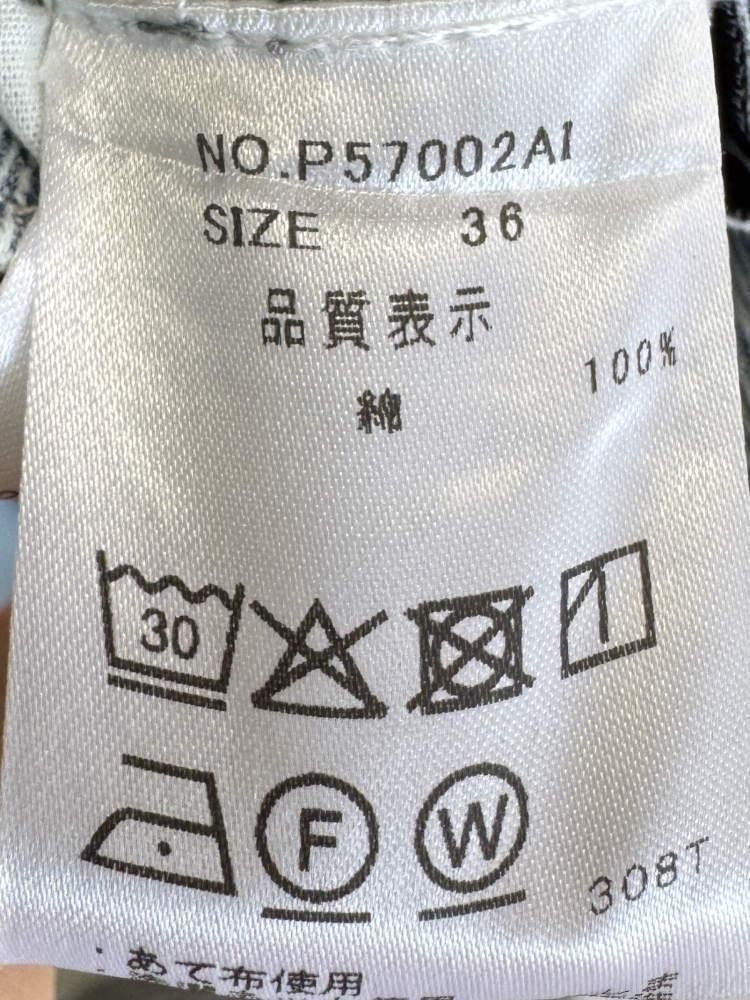 NO.P57002AI
SIZE 36
品質表示
綿 100%
30
F W
308T
・あて布使用